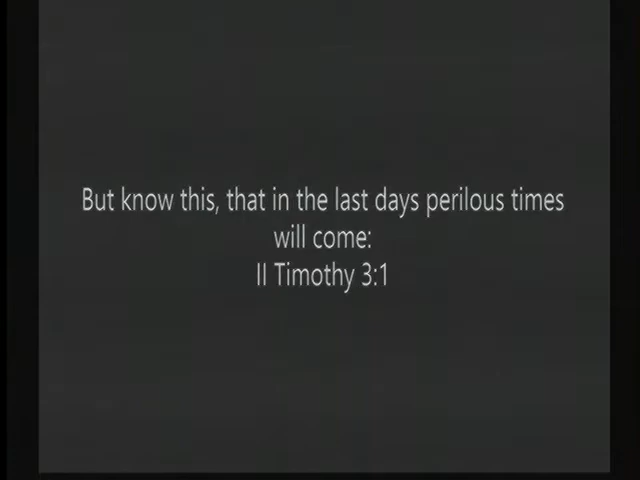 But know this, that in the last days perilous times
will come:
II Timothy 3:1